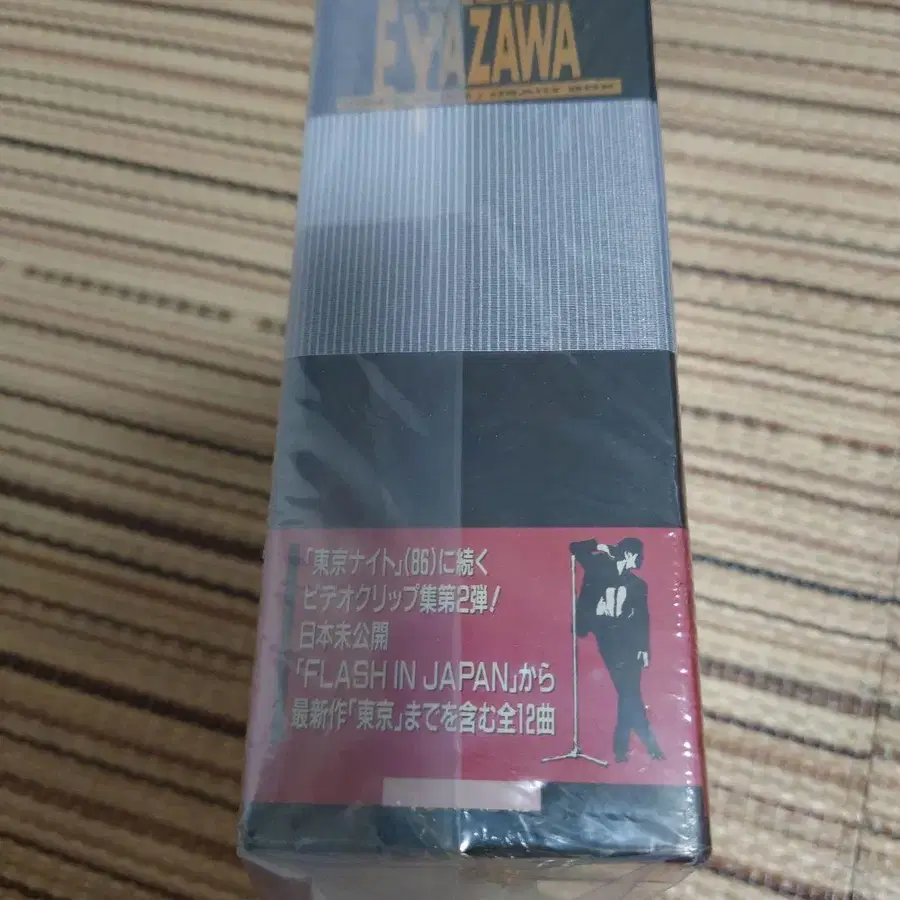 E.YAZAWA
「東京ナイト」(86)に続く
ビデオクリップ集第2弾!
日本未公開
「FLASH IN JAPAN」から
最新作「東京」までを含む全12曲